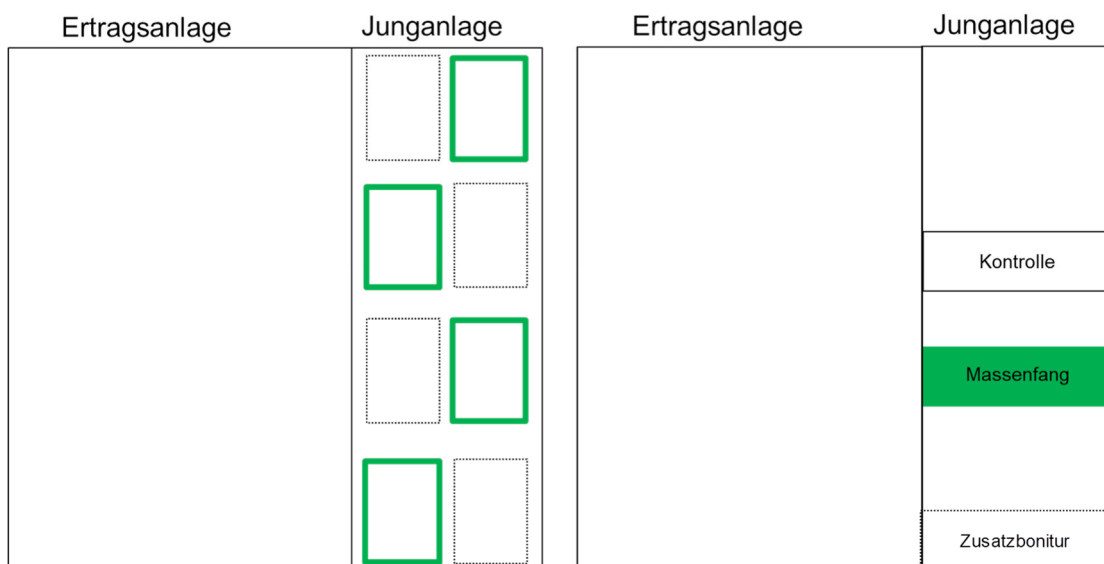 Ertragsanlage
Junganlage
Ertragsanlage
Junganlage
Kontrolle
Massenfang
Zusatzbonitur